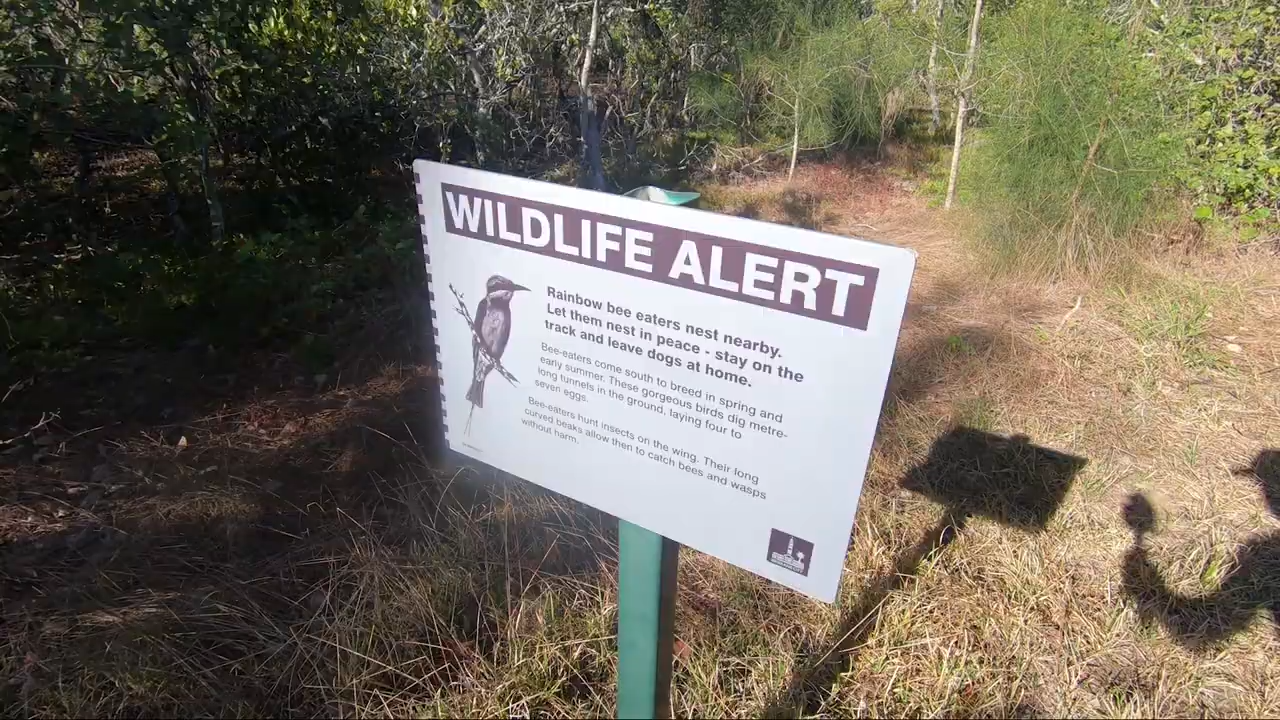 WILDLIFE ALERT
Rainbow bee eaters nest nearby.
Let them nest in peace - stay on the
track and leave dogs at home.
Bee-eaters come south to breed in spring and
early summer. These gorgeous birds dig metre-
long tunnels in the ground, laying four to
seven eggs.
Bee-eaters hunt insects on the wing. Their long
curved beaks allow then to catch bees and wasps
without harm.